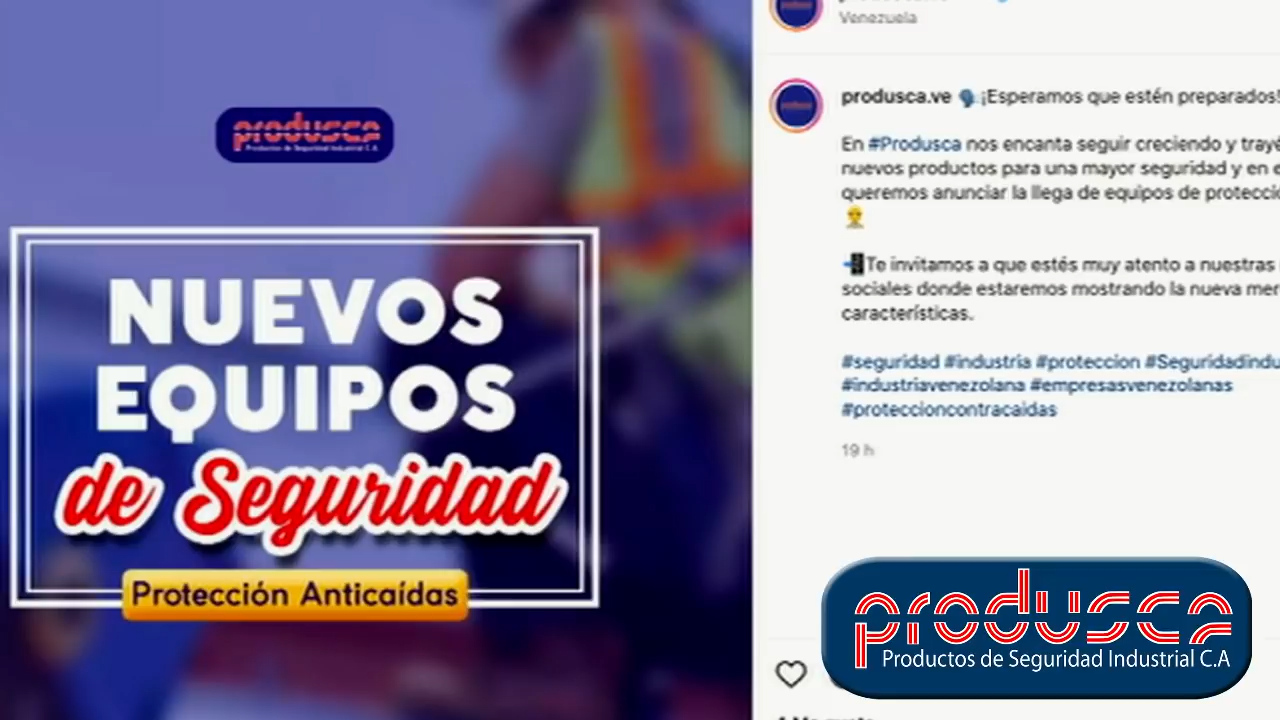 produsca
Productos de Seguridad Industrial C.A
NUEVOS
EQUIPOS
de Seguridad
Protección Anticaídas
Venezuela
produsca.ve ¡Esperamos que estén preparados!
En #Produsca nos encanta seguir creciendo y
nuevos productos para una mayor seguridad y en
queremos anunciar la llega de equipos de
Te invitamos a que estés muy atento a nuestras
sociales donde estaremos mostrando la nueva
características.
#seguridad #industria #proteccion
#industriavenezolana #empresasvenezolanas
#proteccioncontracaidas
19 h
produsca
Productos de Seguridad Industrial C.A